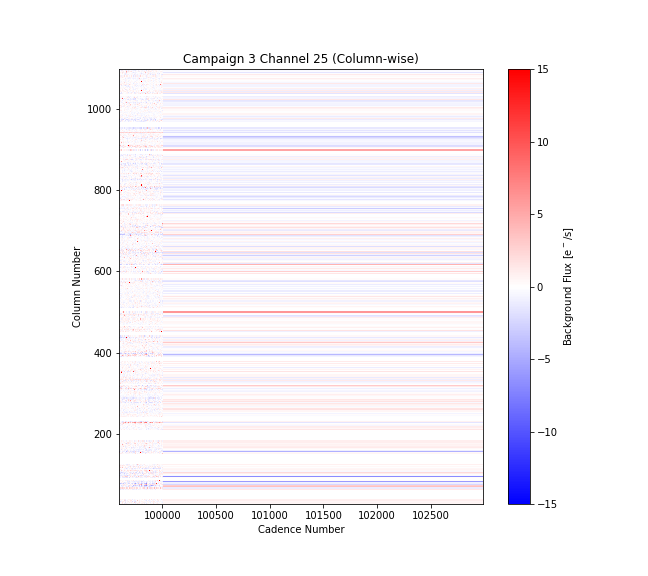 Campaign 3 Channel 25 (Column-wise)
1000
800
600
400
200
Column Number
100000 100500 101000 101500 102000 102500
Cadence Number
15
10
5
0
−5
−10
−15
Background Flux [e⁻/s]